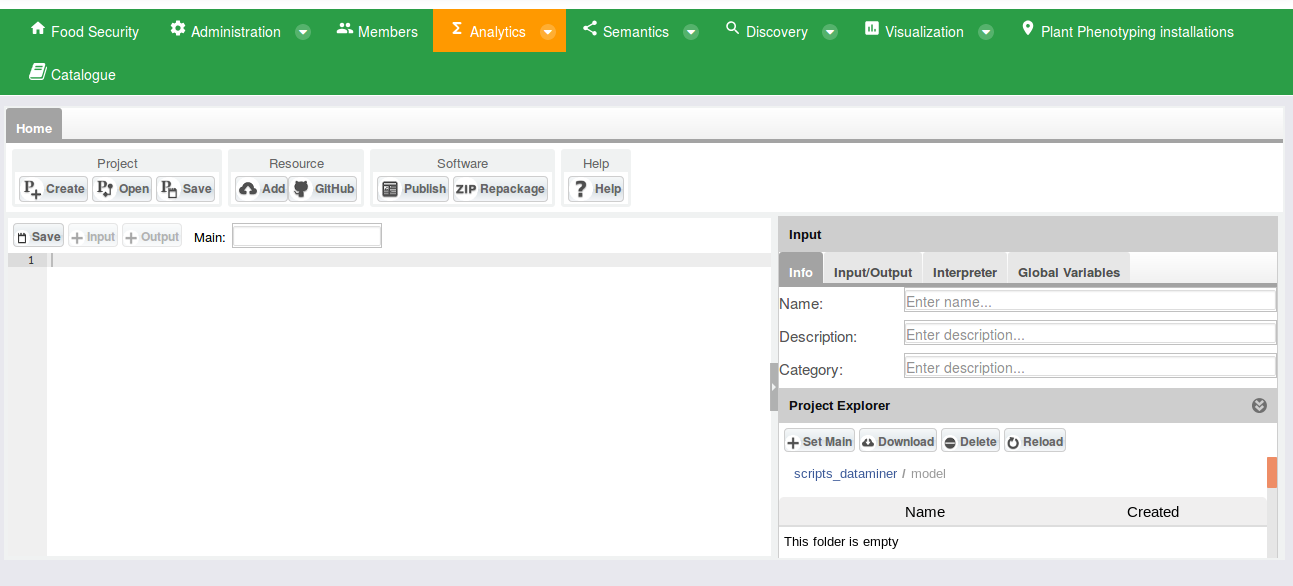 Food Security Administration Members Analytics Semantics Discovery Visualization Plant Phenotyping installations
Catalogue
Home
Project Resource Software Help
P+ Create P Open P Save Add GitHub Publish ZIP Repackage ? Help
Save + Input + Output Main:
1
Input
Info Input/Output Interpreter Global Variables
Name: Enter name...
Description: Enter description...
Category: Enter description...
Project Explorer
+ Set Main Download Delete Reload
scripts_dataminer / model
Name Created
This folder is empty